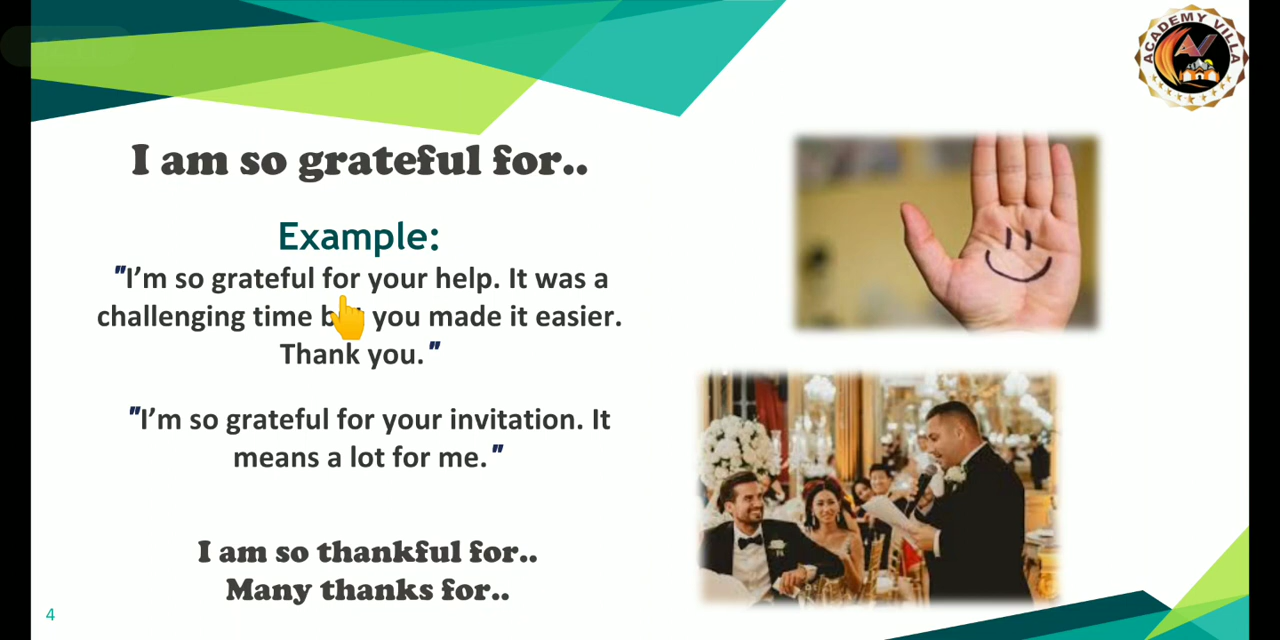 ACADEMY VILLA
AV
I am so grateful for..
Example:
"I'm so grateful for your help. It was a
challenging time you made it easier.
Thank you."
"I'm so grateful for your invitation. It
means a lot for me."
I am so thankful for..
Many thanks for..
4